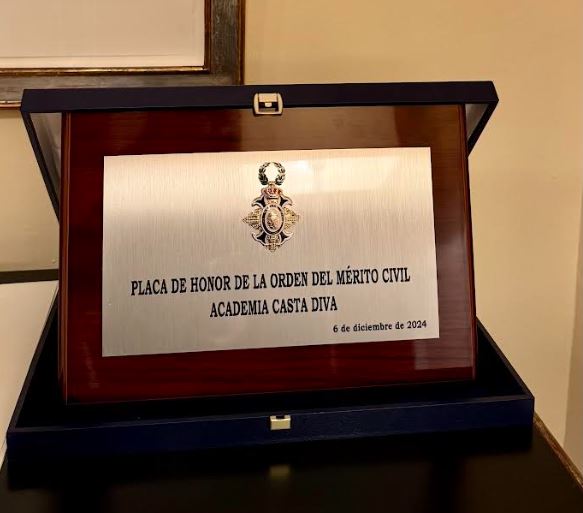 PLACA DE HONOR DE LA ORDEN DEL MÉRITO CIVIL
ACADEMIA CASTA DIVA
6 de diciembre de 2024